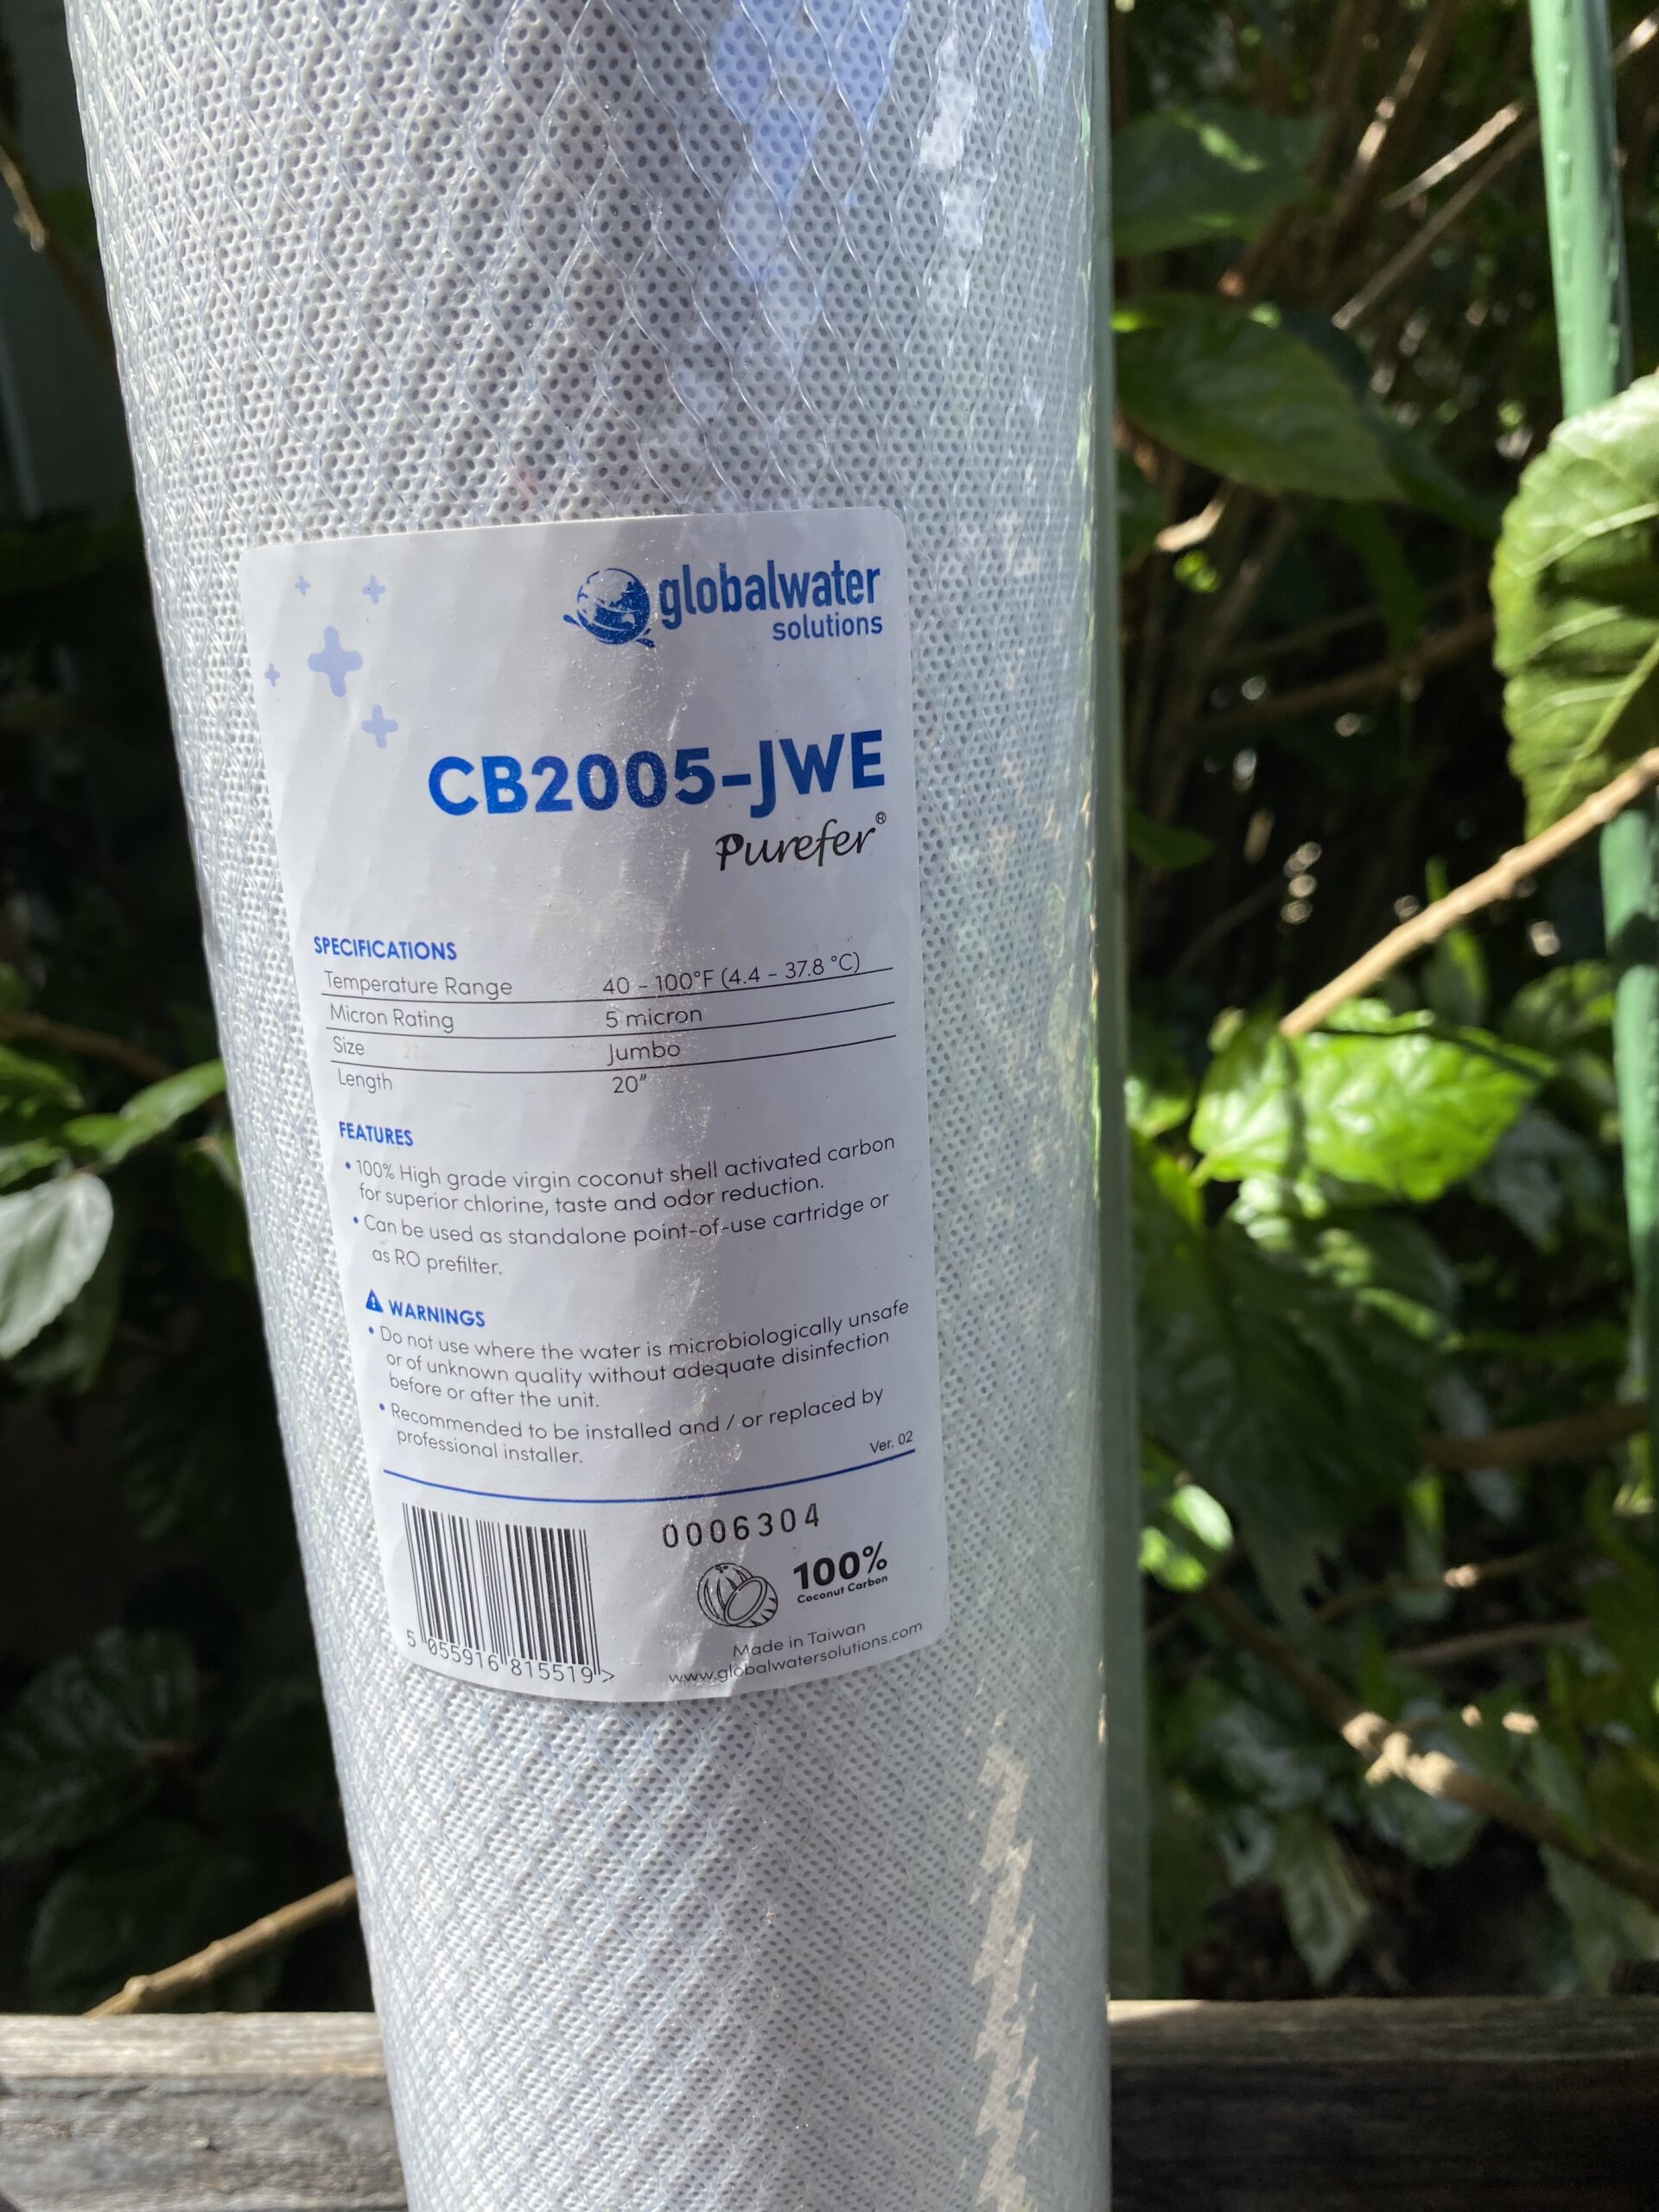 globalwater
solutions
CB2005-JWE
Purefer®
SPECIFICATIONS
Temperature Range 40 - 100°F (4.4 - 37.8 °C)
Micron Rating 5 micron
Size Jumbo
Length 20"
FEATURES
• 100% High grade virgin coconut shell activated carbon
for superior chlorine, taste and odor reduction.
• Can be used as standalone point-of-use cartridge or
as RO prefilter.
WARNINGS
• Do not use where the water is microbiologically unsafe
or of unknown quality without adequate disinfection
before or after the unit.
• Recommended to be installed and / or replaced by
professional installer.
Ver. 02
0006304
100%
Coconut Carbon
5 055916 815519 >
Made in Taiwan
www.globalwatersolutions.com